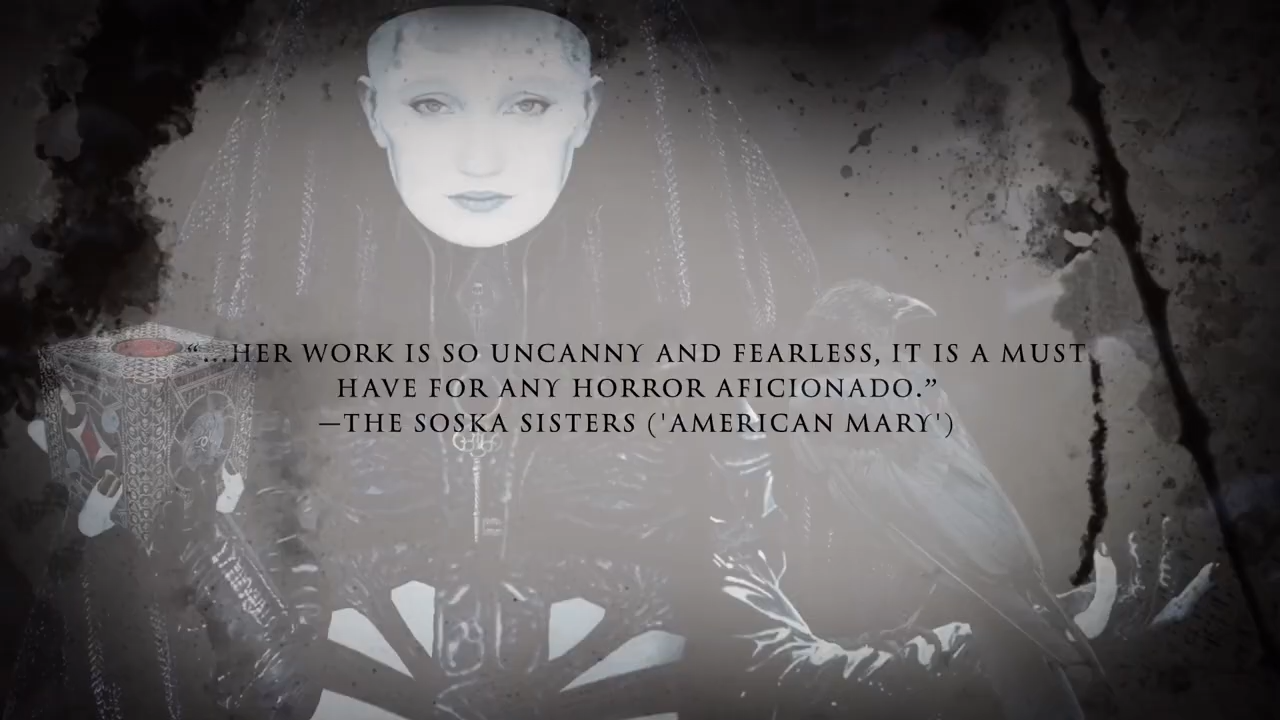 “…HER WORK IS SO UNCANNY AND FEARLESS, IT IS A MUST
HAVE FOR ANY HORROR AFICIONADO.”
—THE SOSKA SISTERS ('AMERICAN MARY')